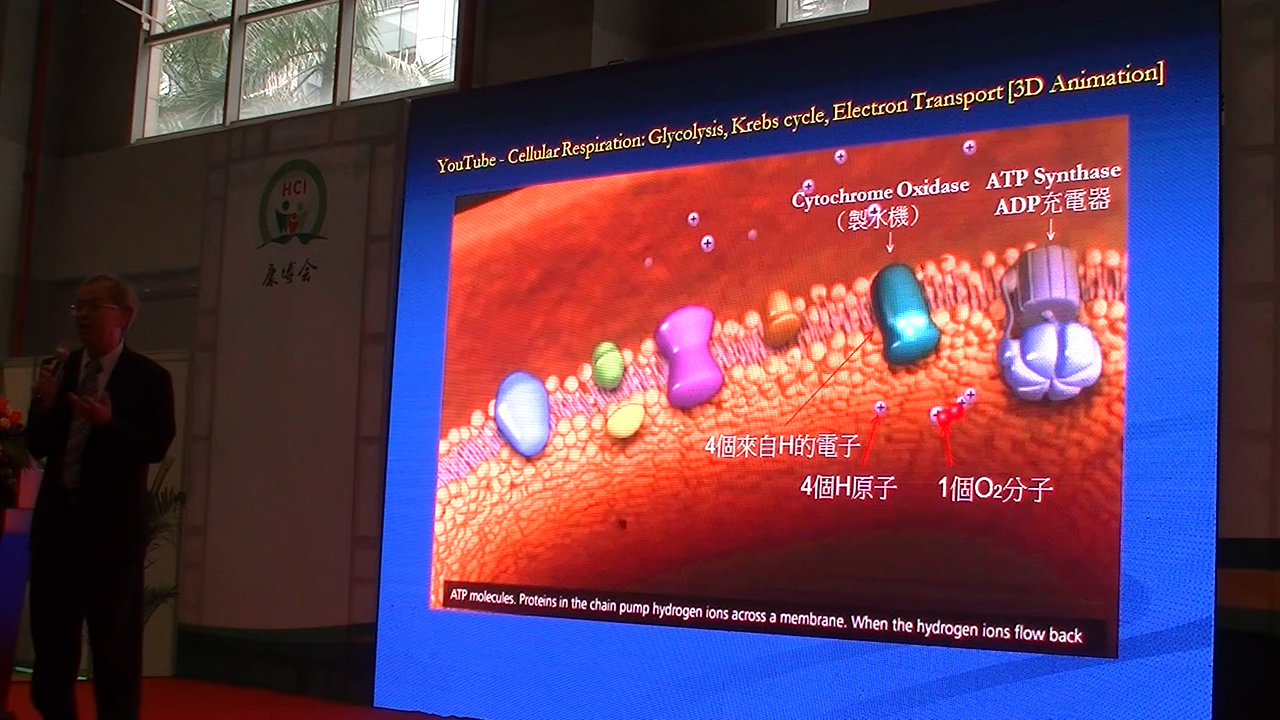 YouTube - Cellular Respiration: Glycolysis, Krebs cycle, Electron Transport [3D Animation]
HCI
康博会
Cytochrome Oxidase
（製水機）
ATP Synthase
ADP充電器
4個來自H的電子
4個H原子
1個O₂分子
ATP molecules. Proteins in the chain pump hydrogen ions across a membrane. When the hydrogen ions flow back